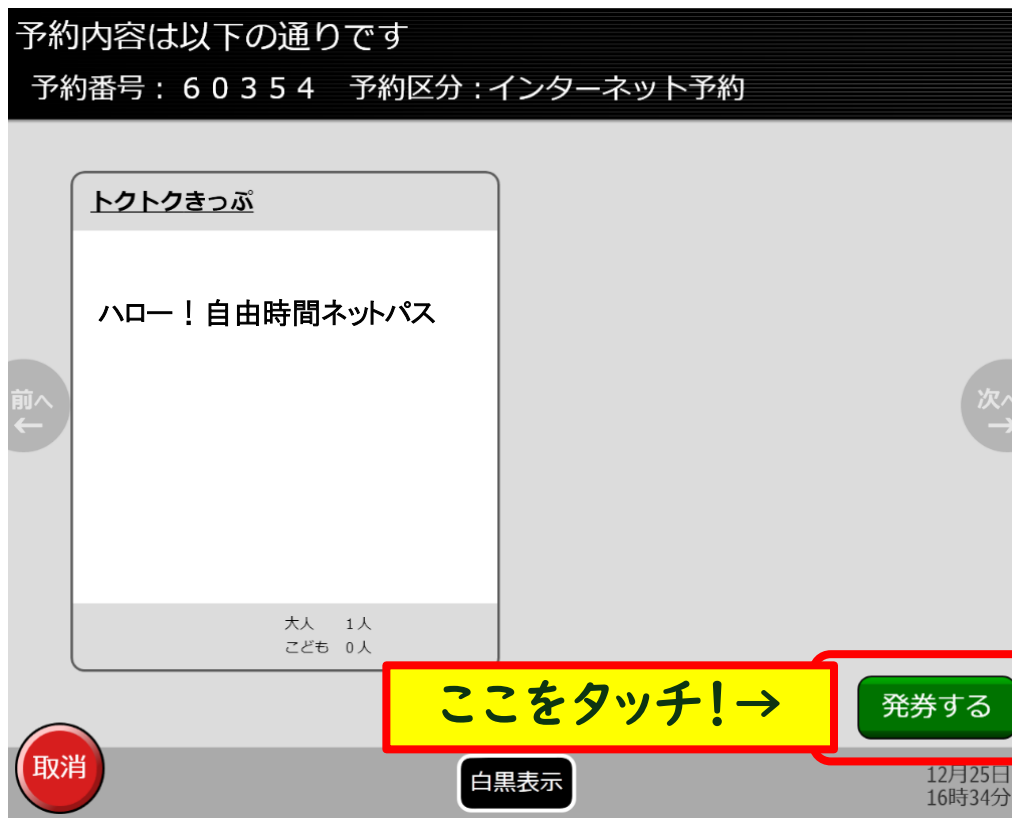 予約内容は以下の通りです
予約番号：６０３５４　予約区分：インターネット予約
トクトクきっぷ
ハロー！自由時間ネットパス
前へ
←
次へ
→
大人　1人
こども　0人
ここをタッチ！→
発券する
取消
白黒表示
12月25日
16時34分